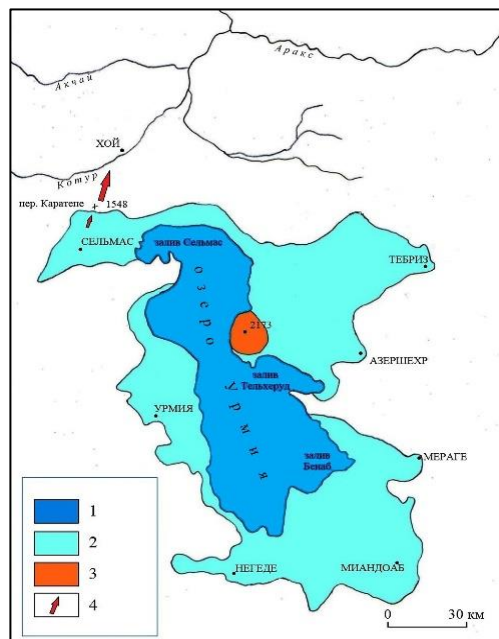 Аракс
Ахчай
ХОЙ
Котур
пер. Каратепе
1548
СЕЛЬМАС
залив Сельмас
ТЕБРИЗ
озеро Урмия
2173
АЗЕРШЕХР
залив
Тельхеруд
УРМИЯ
залив
Бенаб
МЕРАГЕ
НЕГЕДЕ
МИАНДОАБ
1
2
3
4
0 30 км